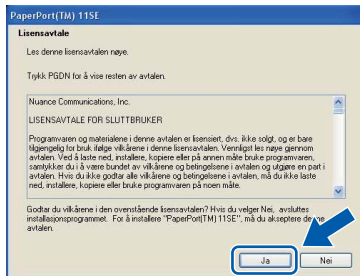 PaperPort(TM) 11SE
Lisensavtale
Les denne lisensavtalen nøye.
Trykk PGDN for å vise resten av avtalen.
Nuance Communications, Inc.
LISENSAVTALE FOR SLUTTBRUKER
Programvaren og materialene i denne avtalen er lisensiert, dvs. ikke solgt, og er bare
tilgjengelig for bruk ifølge vilkårene i denne lisensavtalen. Vennligst les nøye gjennom
avtalen. Ved å laste ned, installere, kopiere eller på annen måte bruke programvaren,
samtykker du i å være bundet av vilkårene og betingelsene i avtalen og utgjøre en part i
avtalen. Hvis du ikke godtar alle vilkårene og betingelsene i avtalen, må du ikke laste
ned, installere, kopiere eller bruke programvaren på noen måte.
Godtar du vilkårene i den ovenstående lisensavtalen? Hvis du velger Nei, avsluttes
installasjonsprogrammet. For å installere "PaperPort(TM) 11SE", må du akseptere denne
avtalen.
Ja
Nei